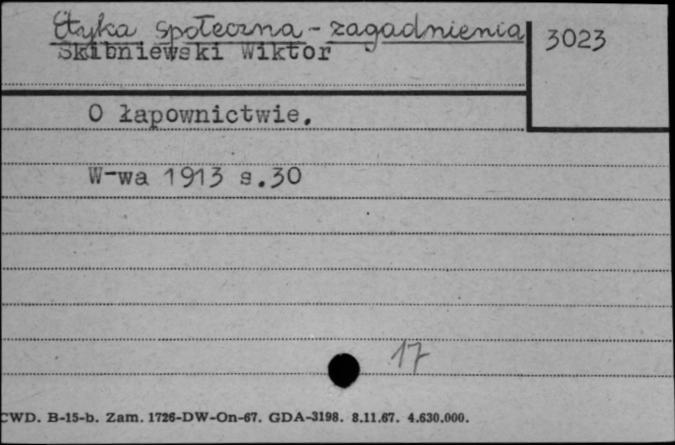 Etyka społeczna - zagadnienia
3023
Skibniewski Wiktor
O łapownictwie.
W-wa 1913 s.30
17
CWD. B-15-b. Zam. 1726-DW-On-67. GDA-3198. 8.11.67. 4.630.000.